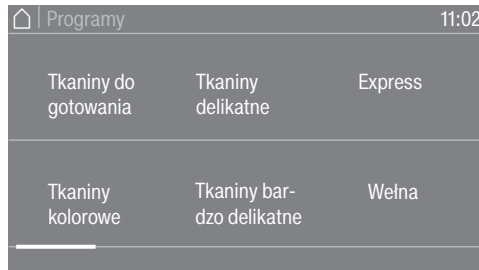 Programy 11:02
Tkaniny do
gotowania
Tkaniny
delikatne
Express
Tkaniny
kolorowe
Tkaniny bar-
dzo delikatne
Wełna